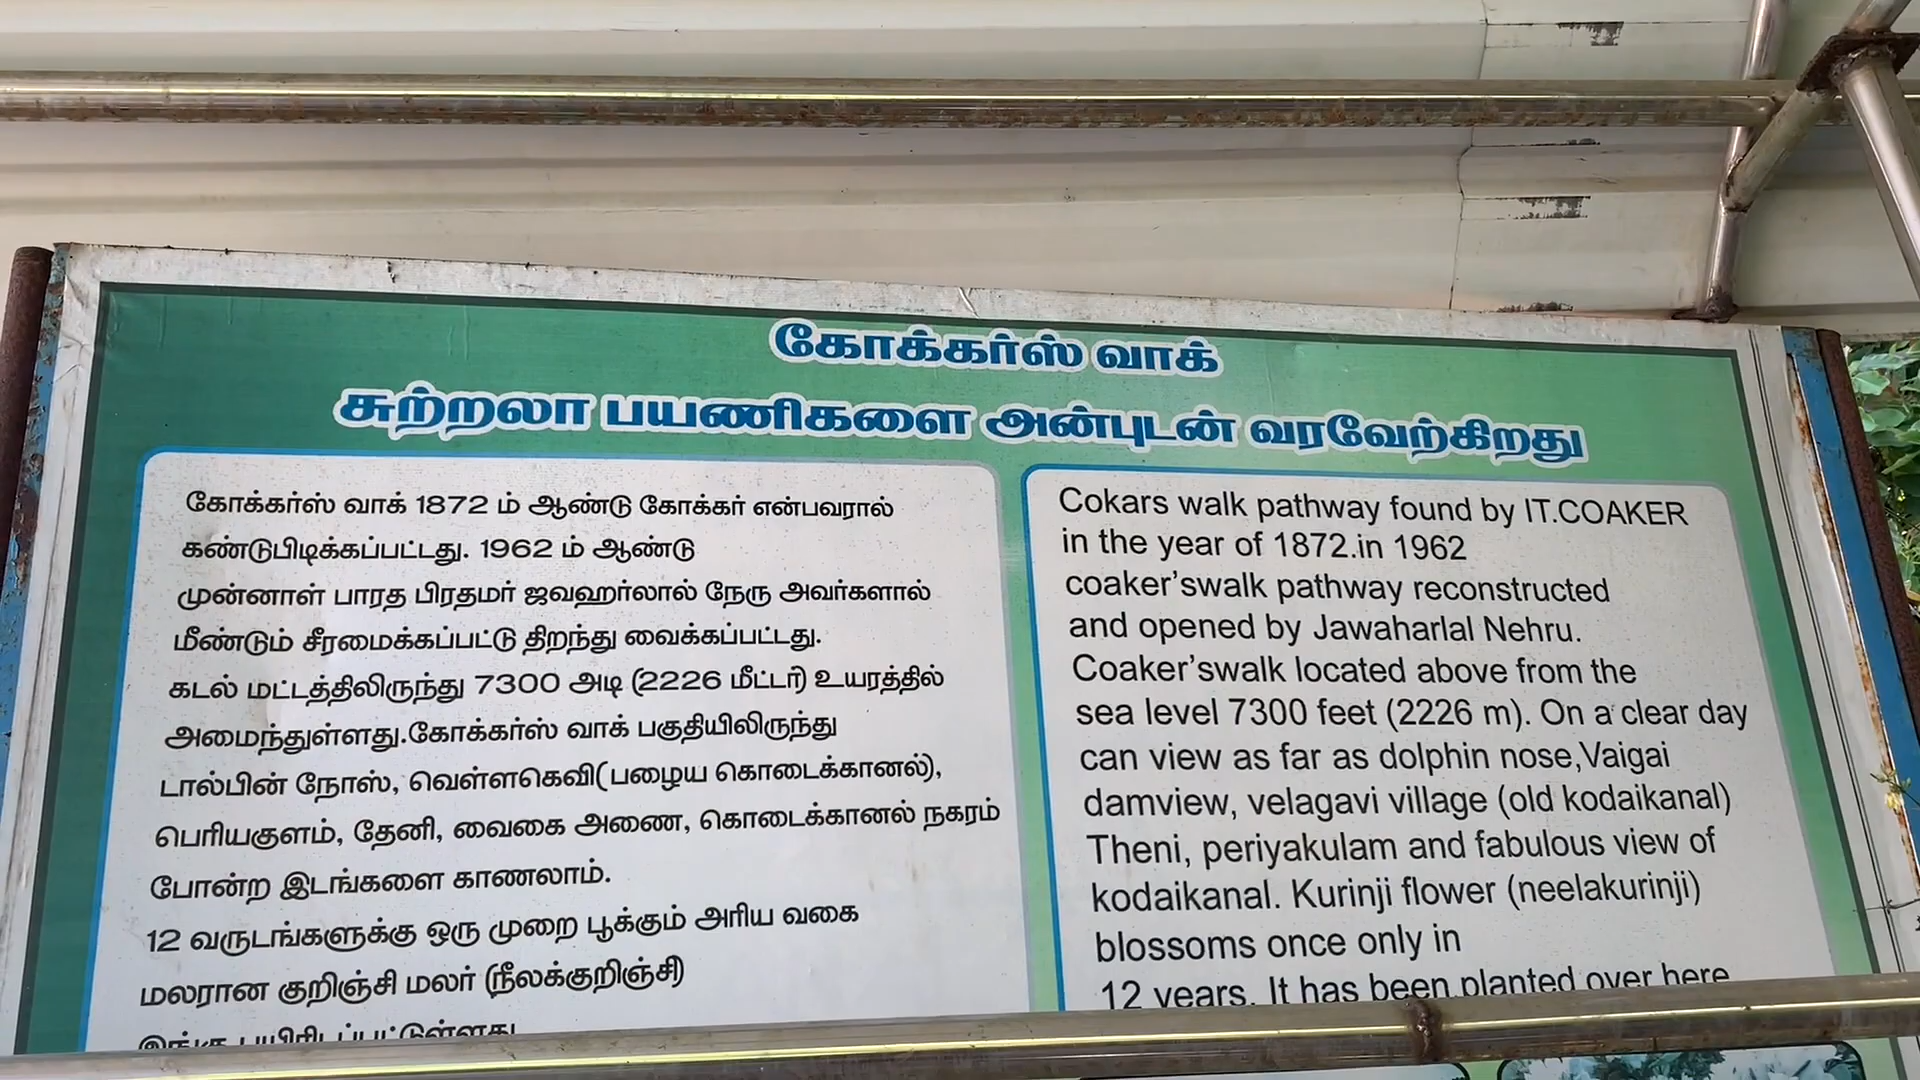 கோக்கர்ஸ் வாக்
சுற்றலா பயணிகளை அன்புடன் வரவேற்கிறது
கோக்கர்ஸ் வாக் 1872 ம் ஆண்டு கோக்கர் என்பவரால்
கண்டுபிடிக்கப்பட்டது. 1962 ம் ஆண்டு
முன்னாள் பாரத பிரதமர் ஜவஹர்லால் நேரு அவர்களால்
மீண்டும் சீரமைக்கப்பட்டு திறந்து வைக்கப்பட்டது.
கடல் மட்டத்திலிருந்து 7300 அடி (2226 மீட்டர்) உயரத்தில்
அமைந்துள்ளது.கோக்கர்ஸ் வாக் பகுதியிலிருந்து
டால்பின் நோஸ், வெள்ளகெவி(பழைய கொடைக்கானல்),
பெரியகுளம், தேனி, வைகை அணை, கொடைக்கானல் நகரம்
போன்ற இடங்களை காணலாம்.
12 வருடங்களுக்கு ஒரு முறை பூக்கும் அரிய வகை
மலரான குறிஞ்சி மலர் (நீலக்குறிஞ்சி)
இங்கு பயிரிடப்பட்டுள்ளது
Cokars walk pathway found by IT.COAKER
in the year of 1872.in 1962
coaker'swalk pathway reconstructed
and opened by Jawaharlal Nehru.
Coaker'swalk located above from the
sea level 7300 feet (2226 m). On a clear day
can view as far as dolphin nose,Vaigai
damview, velagavi village (old kodaikanal)
Theni, periyakulam and fabulous view of
kodaikanal. Kurinji flower (neelakurinji)
blossoms once only in
12 years. It has been planted over here